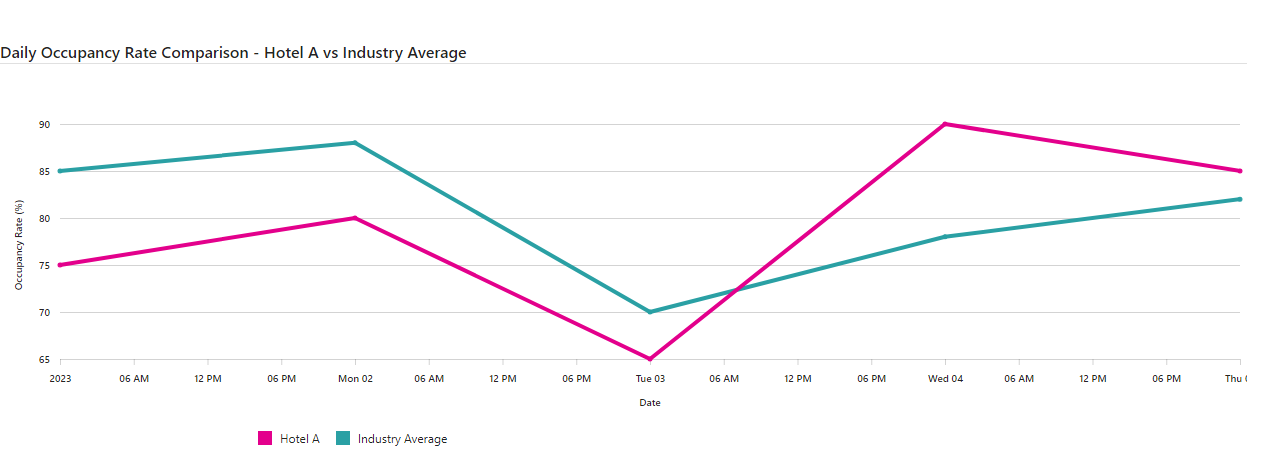 Daily Occupancy Rate Comparison - Hotel A vs Industry Average
90
85
80
75
70
65
Occupancy Rate (%)
2023 06 AM 12 PM 06 PM Mon 02 06 AM 12 PM 06 PM Tue 03 06 AM 12 PM 06 PM Wed 04 06 AM 12 PM 06 PM Thu
Date
Hotel A Industry Average